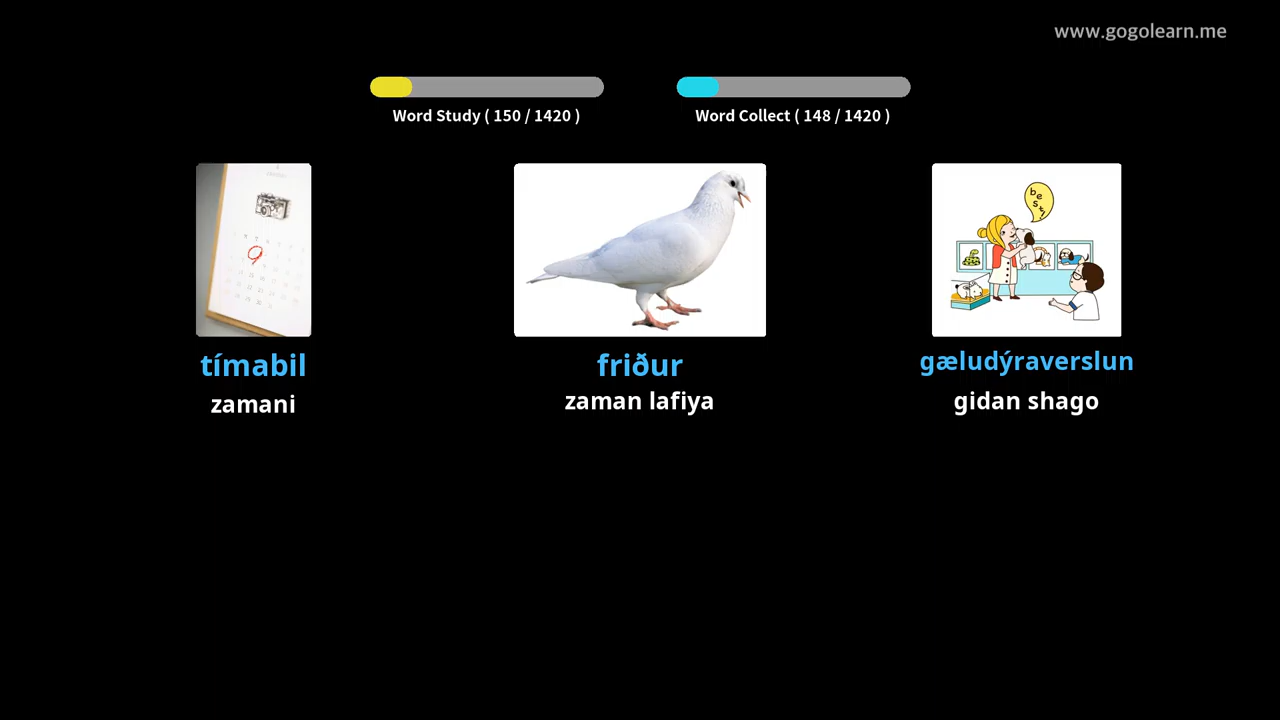 www.gogolearn.me
Word Study ( 150 / 1420 )
Word Collect ( 148 / 1420 )
best
tímabil
friður
gæludýraverslun
zamani
zaman lafiya
gidan shago